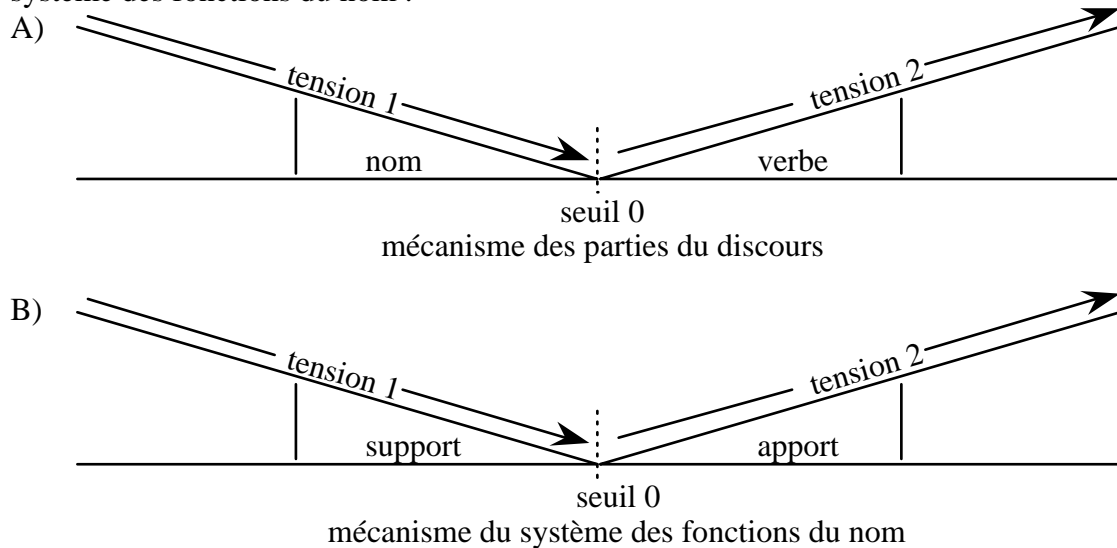 système des fonctions du nom :
A)
tension 1
tension 2
nom
verbe
seuil 0
mécanisme des parties du discours
B)
tension 1
tension 2
support
apport
seuil 0
mécanisme du système des fonctions du nom